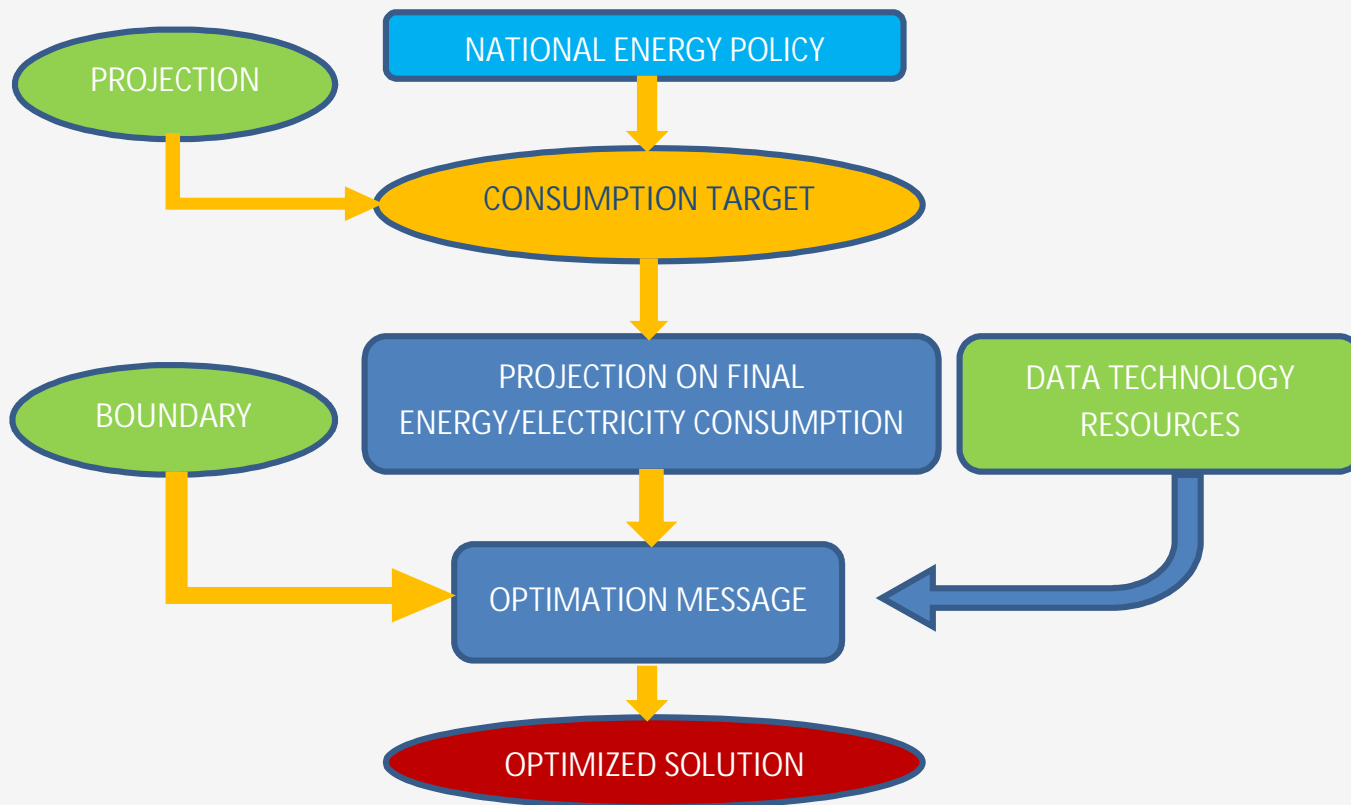 NATIONAL ENERGY POLICY
PROJECTION
CONSUMPTION TARGET
PROJECTION ON FINAL
ENERGY/ELECTRICITY CONSUMPTION
DATA TECHNOLOGY
RESOURCES
BOUNDARY
OPTIMATION MESSAGE
OPTIMIZED SOLUTION